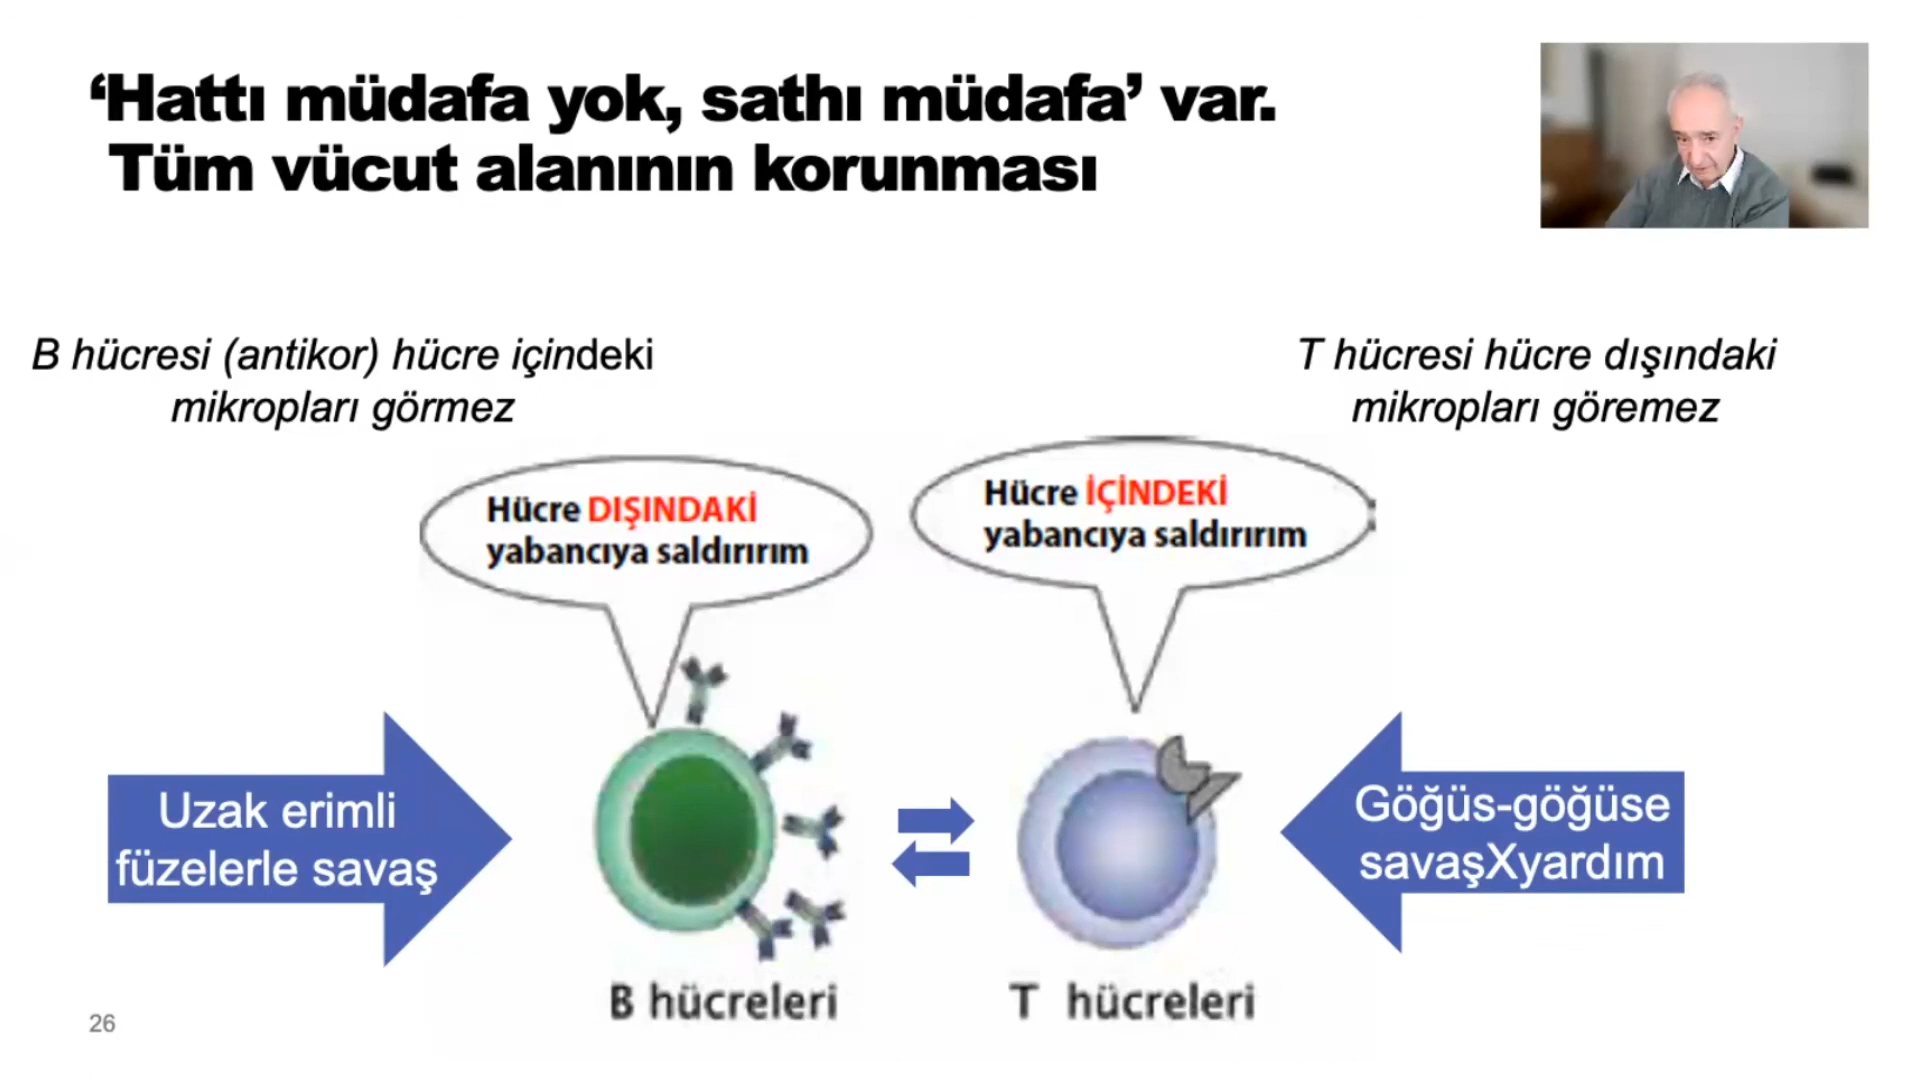 ‘Hattı müdafa yok, sathı müdafa’ var.
Tüm vücut alanının korunması
B hücresi (antikor) hücre içindeki
mikropları görmez
T hücresi hücre dışındaki
mikropları göremez
Hücre DIŞINDAKİ
yabancıya saldırırım
Hücre İÇİNDEKİ
yabancıya saldırırım
Uzak erimli
füzelerle savaş
Göğüs-göğüse
savaşXyardım
B hücreleri
T hücreleri
26